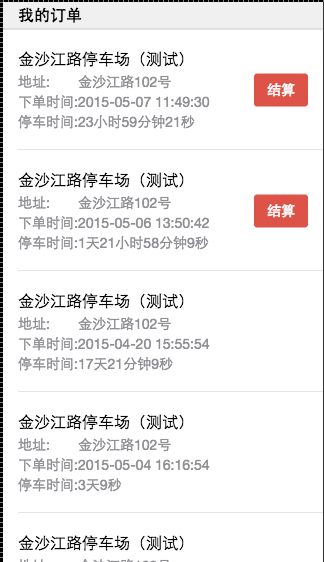 我的订单
金沙江路停车场（测试）
地址: 金沙江路102号
下单时间:2015-05-07 11:49:30
停车时间:23小时59分钟21秒
结算
金沙江路停车场（测试）
地址: 金沙江路102号
下单时间:2015-05-06 13:50:42
停车时间:1天21小时58分钟9秒
结算
金沙江路停车场（测试）
地址: 金沙江路102号
下单时间:2015-04-20 15:55:54
停车时间:17天21分钟9秒
金沙江路停车场（测试）
地址: 金沙江路102号
下单时间:2015-05-04 16:16:54
停车时间:3天9秒
金沙江路停车场（测试）